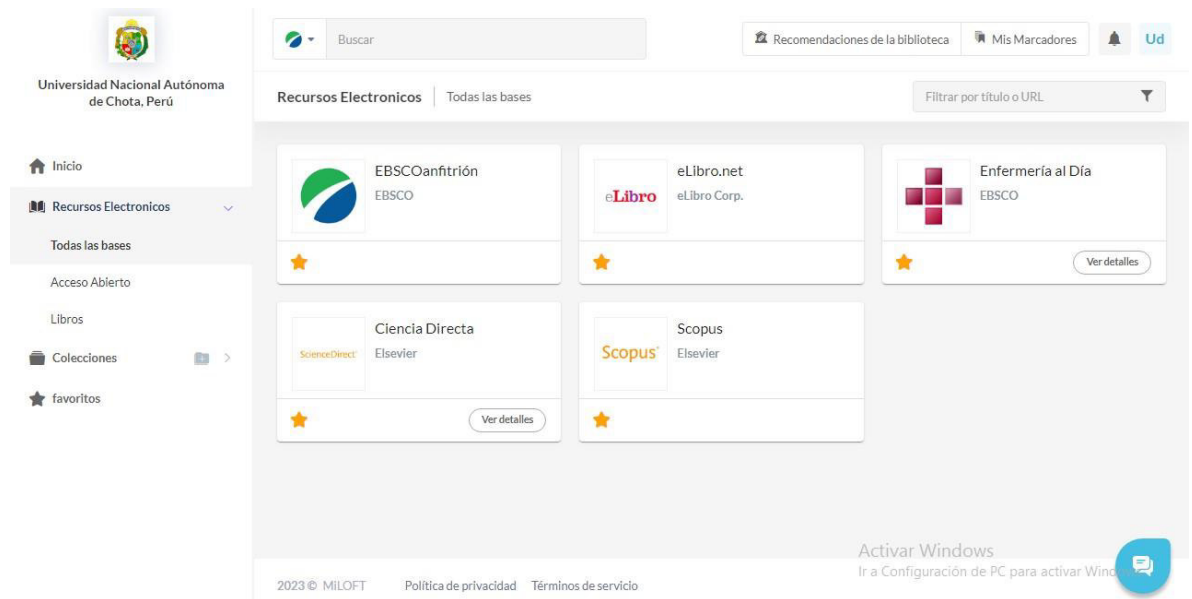 Universidad Nacional Autónoma
de Chota, Perú
Inicio
Recursos Electronicos
Todas las bases
Acceso Abierto
Libros
Colecciones
favoritos
Buscar
Recomendaciones de la biblioteca
Mis Marcadores
Ud
Recursos Electronicos
Todas las bases
Filtrar por título o URL
EBSCOanfitrión
EBSCO
eLibro
eLibro.net
eLibro Corp.
Enfermería al Día
EBSCO
Ver detalles
ScienceDirect
Ciencia Directa
Elsevier
Ver detalles
Scopus
Scopus
Elsevier
Activar Windows
Ir a Configuración de PC para activar
2023 © MILOFT
Política de privacidad
Términos de servicio